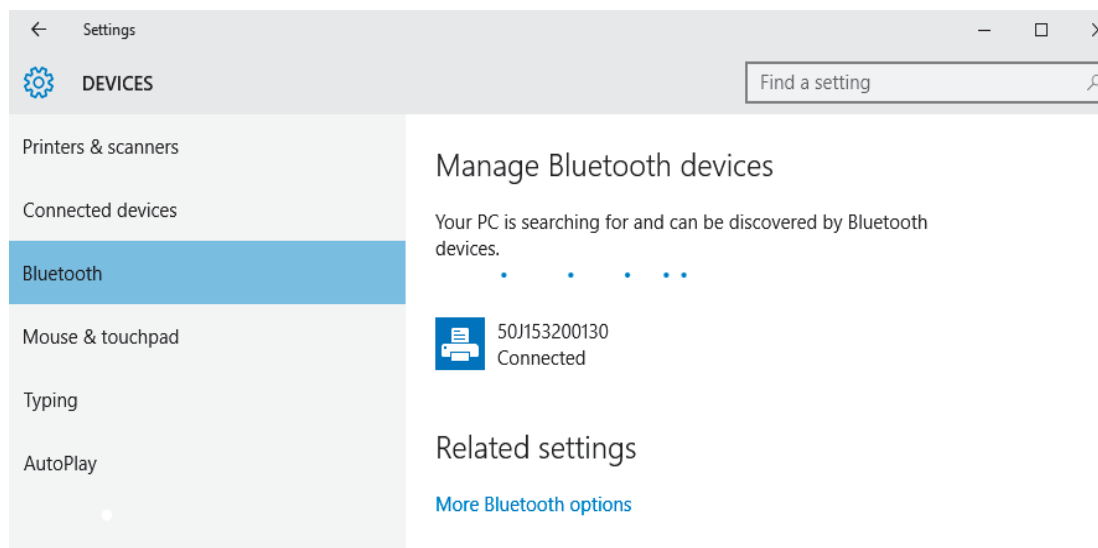 Settings
DEVICES
Find a setting
Printers & scanners
Connected devices
Bluetooth
Mouse & touchpad
Typing
AutoPlay
Manage Bluetooth devices
Your PC is searching for and can be discovered by Bluetooth
devices.
50J153200130
Connected
Related settings
More Bluetooth options